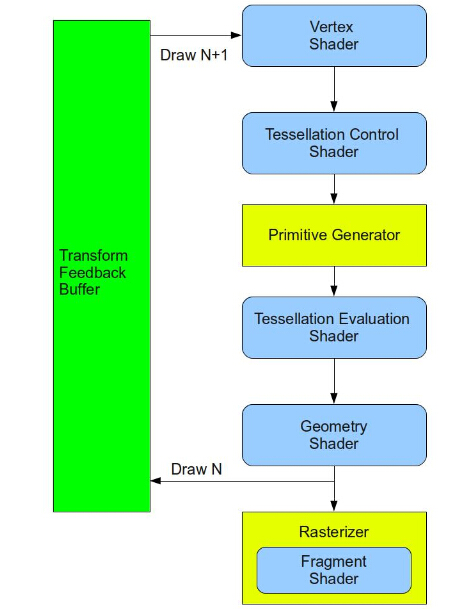 Vertex
Shader
Draw N+1
Tessellation Control
Shader
Primitive Generator
Transform
Feedback
Buffer
Tessellation Evaluation
Shader
Geometry
Shader
Draw N
Rasterizer
Fragment
Shader